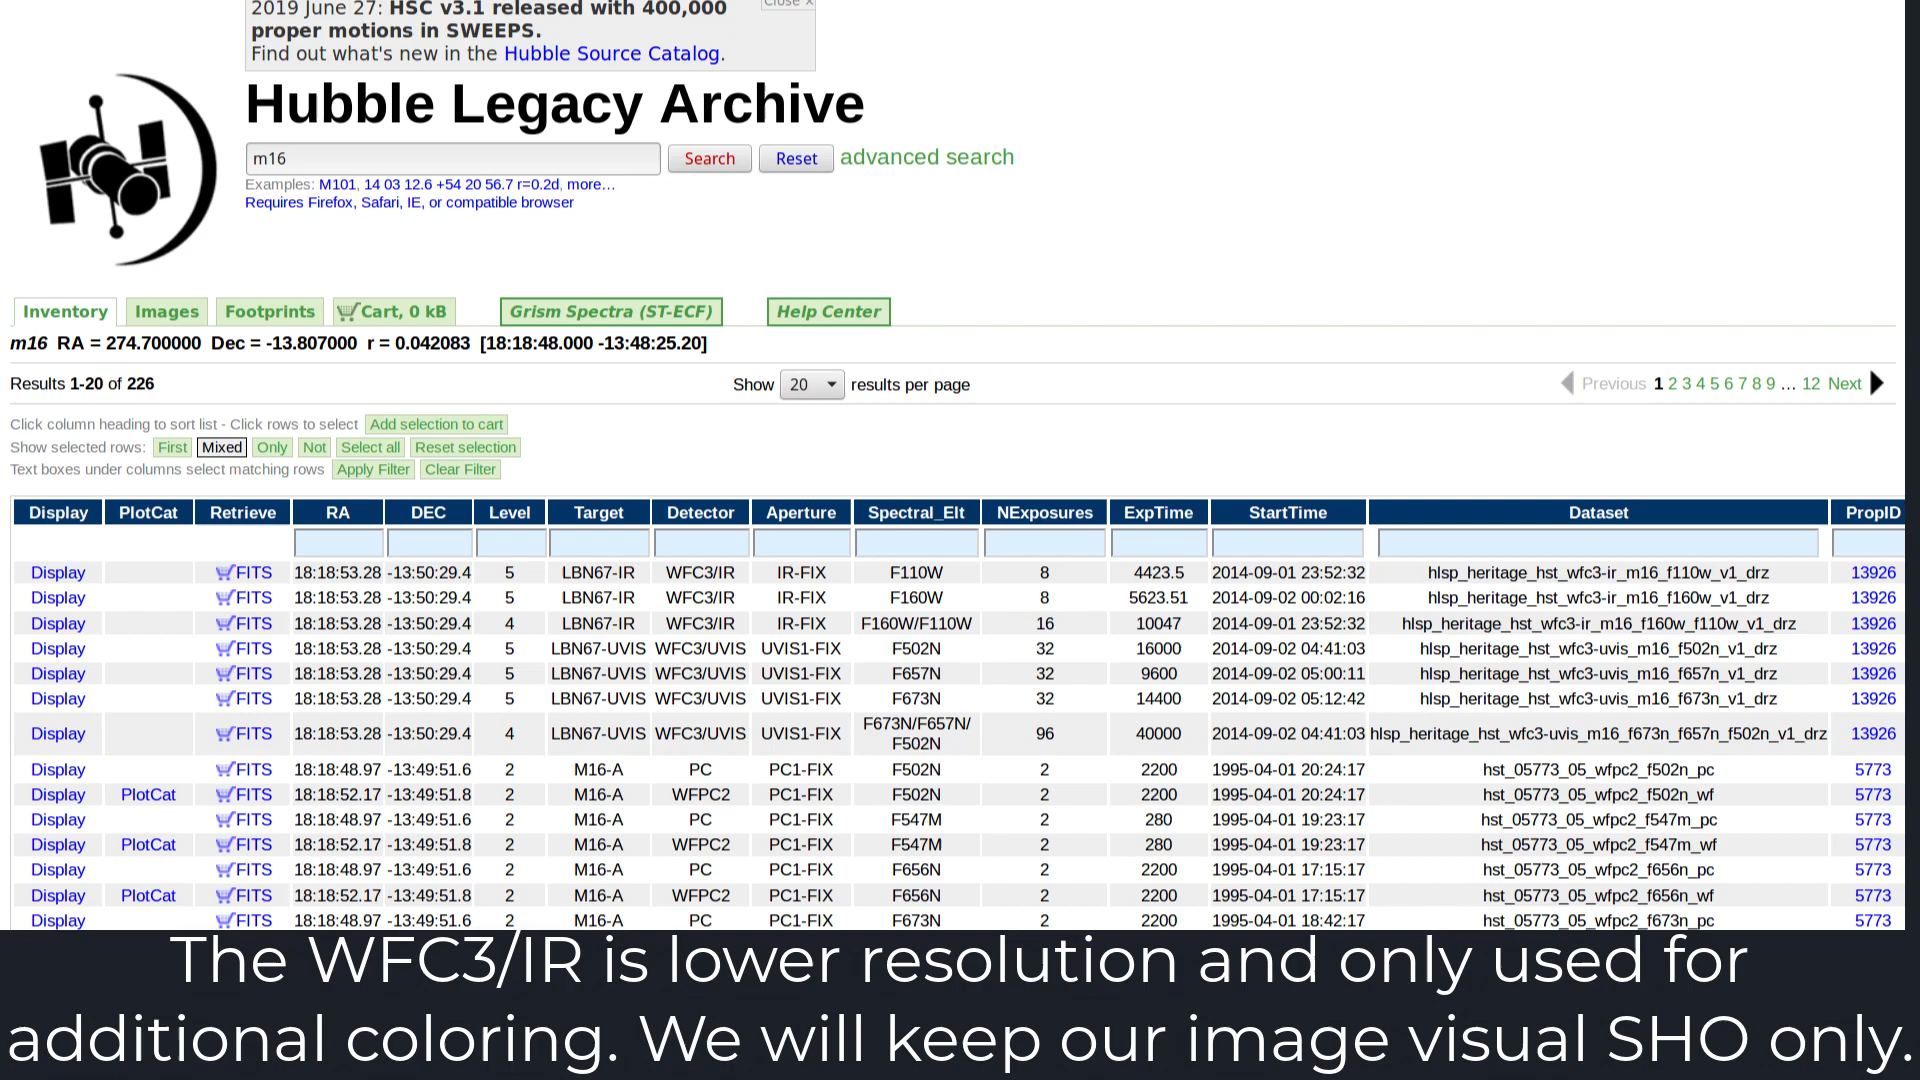 2019 June 27: HSC v3.1 released with 400,000
proper motions in SWEEPS.
Find out what's new in the Hubble Source Catalog.
Close X
Hubble Legacy Archive
m16 Search Reset advanced search
Examples: M101, 14 03 12.6 +54 20 56.7 r=0.2d, more...
Requires Firefox, Safari, IE, or compatible browser
Inventory Images Footprints Cart, 0 kB Grism Spectra (ST-ECF) Help Center
m16 RA = 274.700000 Dec = -13.807000 r = 0.042083 [18:18:48.000 -13:48:25.20]
Results 1-20 of 226 Show 20 results per page Previous 1 2 3 4 5 6 7 8 9 ... 12 Next
Click column heading to sort list - Click rows to select Add selection to cart
Show selected rows: First Mixed Only Not Select all Reset selection
Text boxes under columns select matching rows Apply Filter Clear Filter
Display PlotCat Retrieve RA DEC Level Target Detector Aperture Spectral_Elt NExposures ExpTime StartTime Dataset PropID
Display FITS 18:18:53.28 -13:50:29.4 5 LBN67-IR WFC3/IR IR-FIX F110W 8 4423.5 2014-09-01 23:52:32 hlsp_heritage_hst_wfc3-ir_m16_f110w_v1_drz 13926
Display FITS 18:18:53.28 -13:50:29.4 5 LBN67-IR WFC3/IR IR-FIX F160W 8 5623.51 2014-09-02 00:02:16 hlsp_heritage_hst_wfc3-ir_m16_f160w_v1_drz 13926
Display FITS 18:18:53.28 -13:50:29.4 4 LBN67-IR WFC3/IR IR-FIX F160W/F110W 16 10047 2014-09-01 23:52:32 hlsp_heritage_hst_wfc3-ir_m16_f160w_f110w_v1_drz 13926
Display FITS 18:18:53.28 -13:50:29.4 5 LBN67-UVIS WFC3/UVIS UVIS1-FIX F502N 32 16000 2014-09-02 04:41:03 hlsp_heritage_hst_wfc3-uvis_m16_f502n_v1_drz 13926
Display FITS 18:18:53.28 -13:50:29.4 5 LBN67-UVIS WFC3/UVIS UVIS1-FIX F657N 32 9600 2014-09-02 05:00:11 hlsp_heritage_hst_wfc3-uvis_m16_f657n_v1_drz 13926
Display FITS 18:18:53.28 -13:50:29.4 5 LBN67-UVIS WFC3/UVIS UVIS1-FIX F673N 32 14400 2014-09-02 05:12:42 hlsp_heritage_hst_wfc3-uvis_m16_f673n_v1_drz 13926
Display FITS 18:18:53.28 -13:50:29.4 4 LBN67-UVIS WFC3/UVIS UVIS1-FIX F673N/F657N/ 96 40000 2014-09-02 04:41:03 hlsp_heritage_hst_wfc3-uvis_m16_f673n_f657n_f502n_v1_drz 13926
F502N
Display FITS 18:18:48.97 -13:49:51.6 2 M16-A PC PC1-FIX F502N 2 2200 1995-04-01 20:24:17 hst_05773_05_wfpc2_f502n_pc 5773
Display PlotCat FITS 18:18:52.17 -13:49:51.8 2 M16-A WFPC2 PC1-FIX F502N 2 2200 1995-04-01 20:24:17 hst_05773_05_wfpc2_f502n_wf 5773
Display FITS 18:18:48.97 -13:49:51.6 2 M16-A PC PC1-FIX F547M 2 280 1995-04-01 19:23:17 hst_05773_05_wfpc2_f547m_pc 5773
Display PlotCat FITS 18:18:52.17 -13:49:51.8 2 M16-A WFPC2 PC1-FIX F547M 2 280 1995-04-01 19:23:17 hst_05773_05_wfpc2_f547m_wf 5773
Display FITS 18:18:48.97 -13:49:51.6 2 M16-A PC PC1-FIX F656N 2 2200 1995-04-01 17:15:17 hst_05773_05_wfpc2_f656n_pc 5773
Display PlotCat FITS 18:18:52.17 -13:49:51.8 2 M16-A WFPC2 PC1-FIX F656N 2 2200 1995-04-01 17:15:17 hst_05773_05_wfpc2_f656n_wf 5773
Display FITS 18:18:48.97 -13:49:51.6 2 M16-A PC PC1-FIX F673N 2 2200 1995-04-01 18:42:17 hst_05773_05_wfpc2_f673n_pc 5773
The WFC3/IR is lower resolution and only used for
additional coloring. We will keep our image visual SHO only.